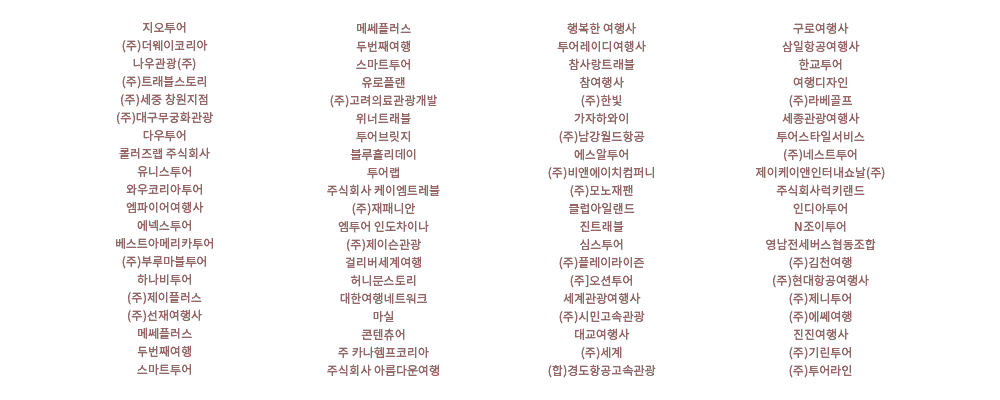 지오투어
(주)더웨이코리아
나우관광(주)
(주)트래블스토리
(주)세중 창원지점
(주)대구무궁화관광
다우투어
롤러즈랩 주식회사
유니스투어
와우코리아투어
엠파이어여행사
에넥스투어
베스트아메리카투어
(주)부루마블투어
하나비투어
(주)제이플러스
(주)선재여행사
메쎄플러스
두번째여행
스마트투어
메쎄플러스
두번째여행
스마트투어
유로플랜
(주)고려의료관광개발
위너트래블
투어브릿지
블루홀리데이
투어랩
주식회사 케이엠트레블
(주)재패니안
엠투어 인도차이나
(주)제이슨관광
걸리버세계여행
허니문스토리
대한여행네트워크
마실
콘텐츄어
주 카나헴프코리아
주식회사 아름다운여행
행복한 여행사
투어레이디여행사
참사랑트래블
참여행사
(주)한빛
가자하와이
(주)남강월드항공
에스알투어
(주)비앤에이치컴퍼니
(주)모노재팬
클럽아일랜드
진트래블
심스투어
(주)플레이라이즌
(주]오션투어
세계관광여행사
(주)시민고속관광
대교여행사
(주)세계
(합)경도항공고속관광
구로여행사
삼일항공여행사
한교투어
여행디자인
(주)라베골프
세종관광여행사
투어스타일서비스
(주)네스트투어
제이케이앤인터내쇼날(주)
주식회사럭키랜드
인디아투어
N조이투어
영남전세버스협동조합
(주)김천여행
(주)현대항공여행사
(주)제니투어
(주)에쎄여행
진진여행사
(주)기린투어
(주)투어라인